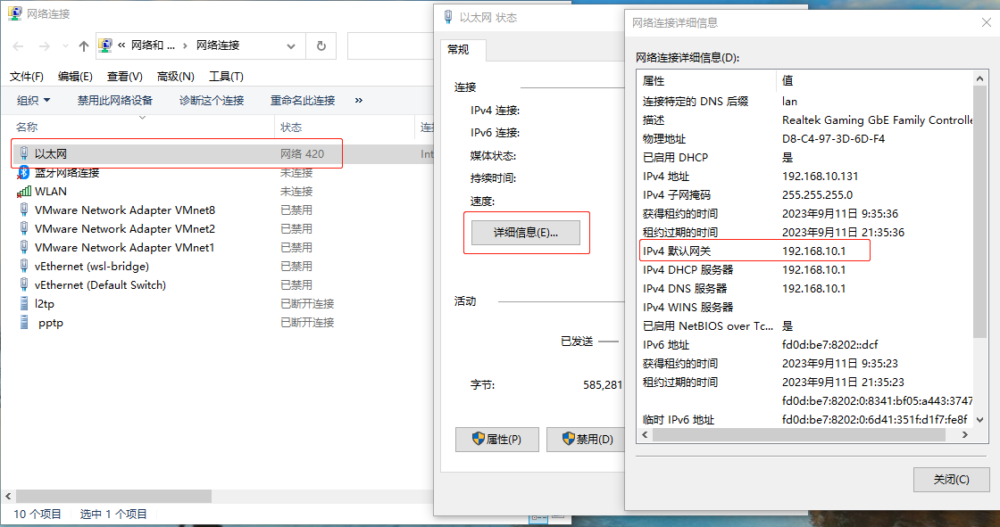 网络连接
« 网络和 ... › 网络连接
文件(F) 编辑(E) 查看(V) 高级(N) 工具(T)
组织 禁用此网络设备 诊断这个连接 重命名此连接 »
名称 状态 连接
以太网 网络 420 Int
蓝牙网络连接 未连接
WLAN 未连接
VMware Network Adapter VMnet8 已禁用
VMware Network Adapter VMnet2 已禁用
VMware Network Adapter VMnet1 已禁用
vEthernet (wsl-bridge) 已禁用
vEthernet (Default Switch) 已禁用
l2tp 已断开连接
pptp 已断开连接
10 个项目 选中 1 个项目
以太网 状态
常规
连接
IPv4 连接:
IPv6 连接:
媒体状态:
持续时间:
速度:
详细信息(E)...
活动
已发送
字节: 585,281
属性(P) 禁用(D)
网络连接详细信息
网络连接详细信息(D):
属性 值
连接特定的 DNS 后缀 lan
描述 Realtek Gaming GbE Family Controlle
物理地址 D8-C4-97-3D-6D-F4
已启用 DHCP 是
IPv4 地址 192.168.10.131
IPv4 子网掩码 255.255.255.0
获得租约的时间 2023年9月11日 9:35:36
租约过期的时间 2023年9月11日 21:35:36
IPv4 默认网关 192.168.10.1
IPv4 DHCP 服务器 192.168.10.1
IPv4 DNS 服务器 192.168.10.1
IPv4 WINS 服务器
已启用 NetBIOS over Tc... 是
IPv6 地址 fd0d:be7:8202::dcf
获得租约的时间 2023年9月11日 9:35:23
租约过期的时间 2023年9月11日 21:35:23
fd0d:be7:8202:0:8341:bf05:a443:3747
临时 IPv6 地址 fd0d:be7:8202:0:6d41:351f:d1f7:fe8f
关闭(C)